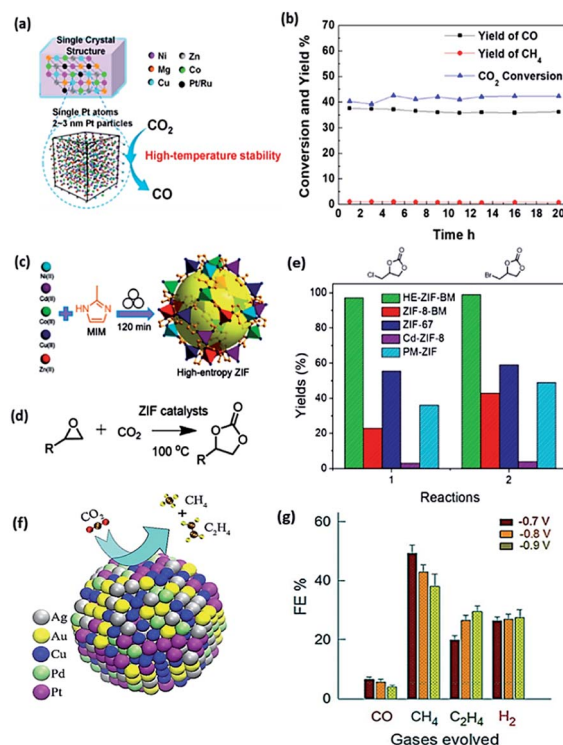 (a)
Single Crystal
Structure
Ni
Zn
Mg
Co
Cu
Pt/Ru
Single Pt atoms
2~3 nm Pt particles
CO2
High-temperature stability
CO
(b)
Conversion and Yield %
70
60
50
40
30
20
10
0
Yield of CO
Yield of CH4
CO2 Conversion
0 4 8 12 16 20
Time h
(c)
Ni(II)
Cd(II)
Co(II)
Cu(II)
Zn(II)
HN
N
MIM
120 min
High-entropy ZIF
(d)
O
R
+ CO2
ZIF catalysts
100 °C
O
O
O
R
(e)
O
O
O
Cl
O
O
O
Br
Yields (%)
100
80
60
40
20
0
HE-ZIF-BM
ZIF-8-BM
ZIF-67
Cd-ZIF-8
PM-ZIF
1 2
Reactions
(f)
CO2
CH4
+
C2H4
Ag
Au
Cu
Pd
Pt
(g)
FE %
60
40
20
0
-0.7 V
-0.8 V
-0.9 V
CO CH4 C2H4 H2
Gases evolved